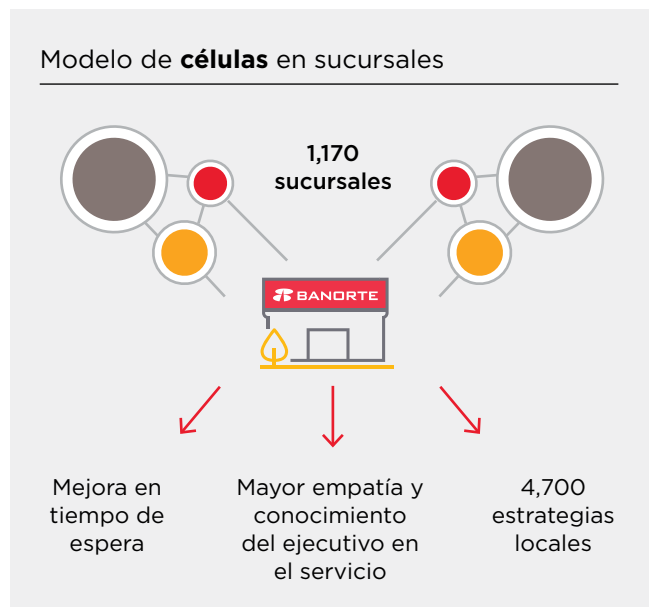 Modelo de células en sucursales
1,170
sucursales
BANORTE
Mejora en
tiempo de
espera
Mayor empatía y
conocimiento
del ejecutivo en
el servicio
4,700
estrategias
locales